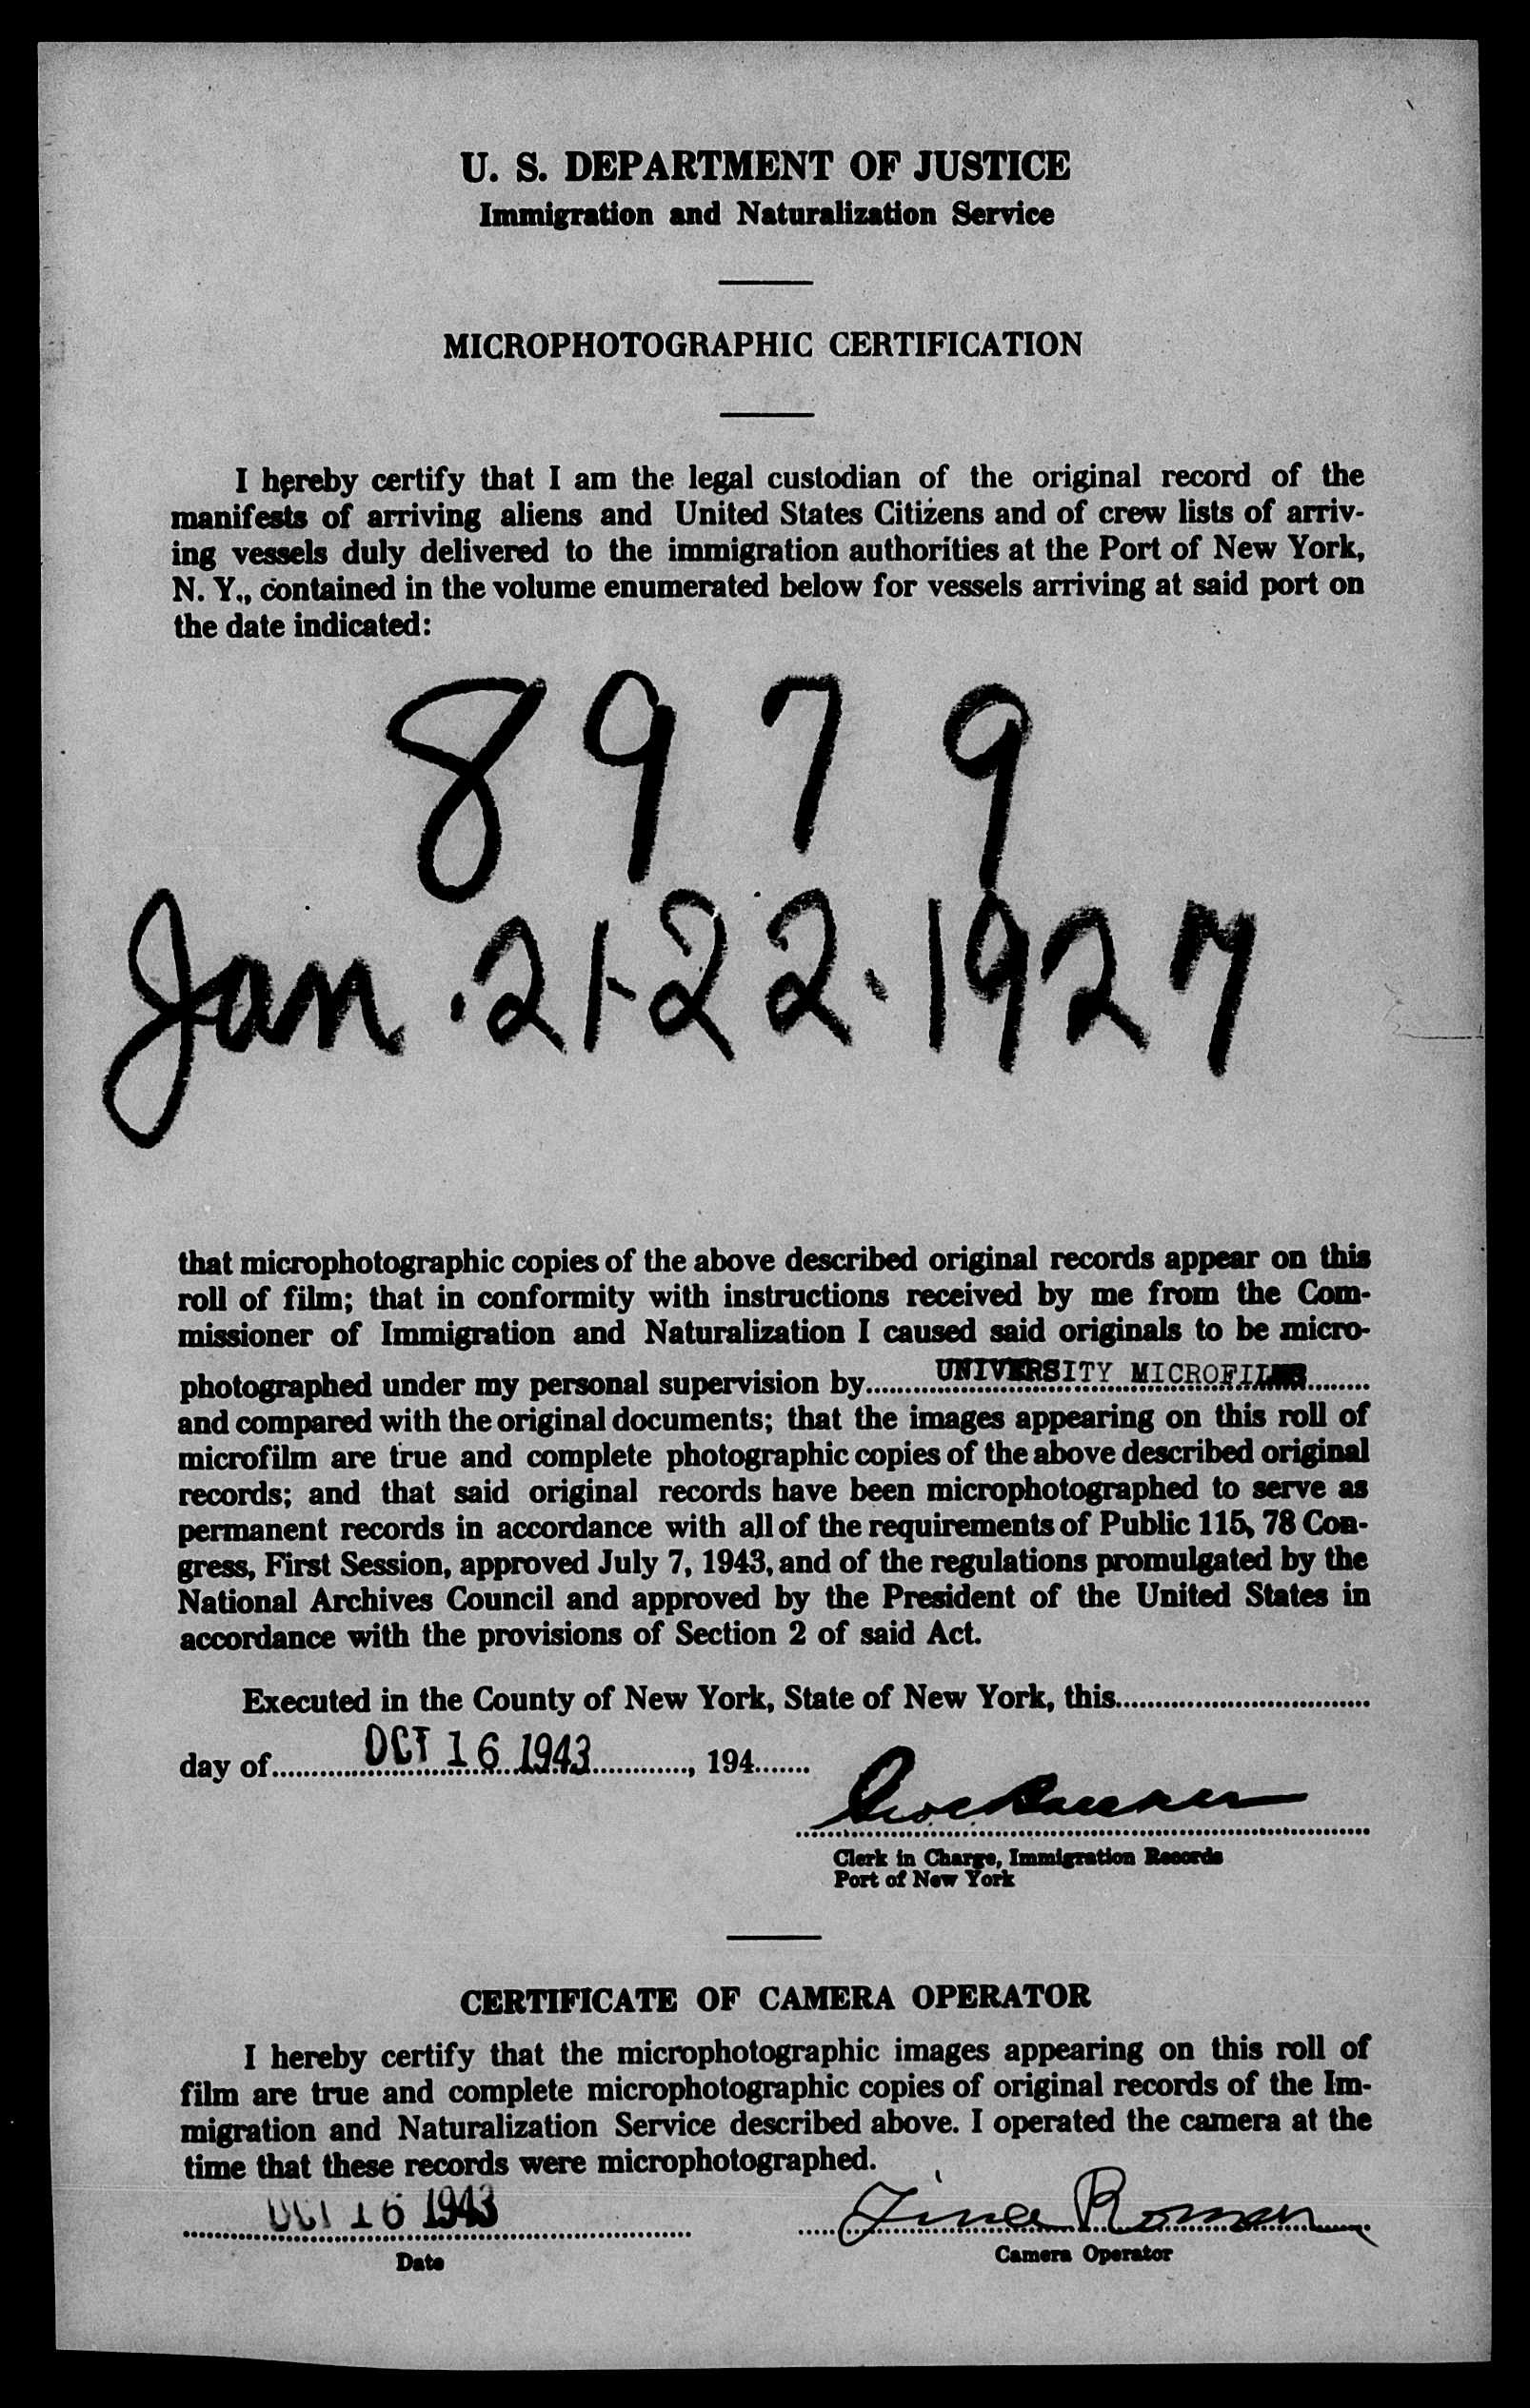 U. S. DEPARTMENT OF JUSTICE
Immigration and Naturalization Service
MICROPHOTOGRAPHIC CERTIFICATION
I hereby certify that I am the legal custodian of the original record of the
manifests of arriving aliens and United States Citizens and of crew lists of arriv-
ing vessels duly delivered to the immigration authorities at the Port of New York,
N. Y., contained in the volume enumerated below for vessels arriving at said port on
the date indicated:
8979
Jan. 21-22. 1927
that microphotographic copies of the above described original records appear on this
roll of film; that in conformity with instructions received by me from the Com-
missioner of Immigration and Naturalization I caused said originals to be micro-
photographed under my personal supervision by UNIVERSITY MICROFILMS
and compared with the original documents; that the images appearing on this roll of
microfilm are true and complete photographic copies of the above described original
records; and that said original records have been microphotographed to serve as
permanent records in accordance with all of the requirements of Public 115, 78 Con-
gress, First Session, approved July 7, 1943, and of the regulations promulgated by the
National Archives Council and approved by the President of the United States in
accordance with the provisions of Section 2 of said Act.
Executed in the County of New York, State of New York, this
day of OCT 16 1943, 194
Clerk in Charge, Immigration Records
Port of New York
CERTIFICATE OF CAMERA OPERATOR
I hereby certify that the microphotographic images appearing on this roll of
film are true and complete microphotographic copies of original records of the Im-
migration and Naturalization Service described above. I operated the camera at the
time that these records were microphotographed.
OCT 16 1943 Roman
Date Camera Operator